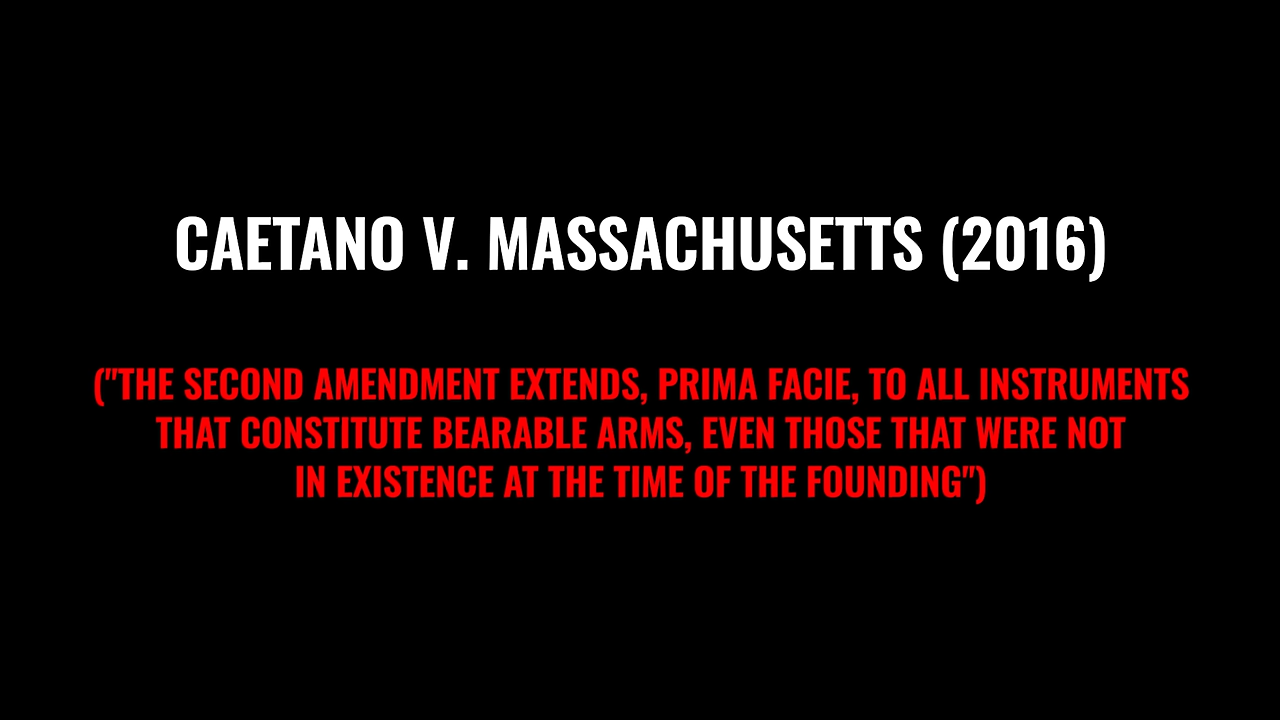 CAETANO V. MASSACHUSETTS (2016)
("THE SECOND AMENDMENT EXTENDS, PRIMA FACIE, TO ALL INSTRUMENTS
THAT CONSTITUTE BEARABLE ARMS, EVEN THOSE THAT WERE NOT
IN EXISTENCE AT THE TIME OF THE FOUNDING")